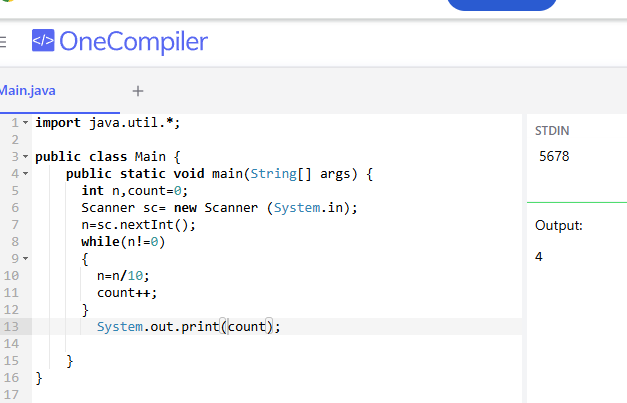 </> OneCompiler
Main.java +
1 import java.util.*;
2
3 public class Main {
4 public static void main(String[] args) {
5 int n,count=0;
6 Scanner sc= new Scanner (System.in);
7 n=sc.nextInt();
8 while(n!=0)
9 {
10 n=n/10;
11 count++;
12 }
13 System.out.print(count);
14
15 }
16 }
17
STDIN
5678
Output:
4